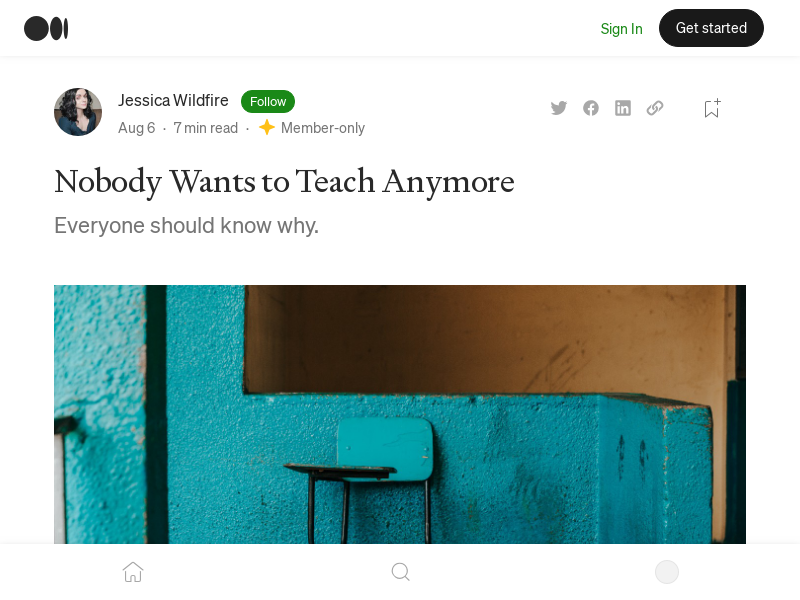 Sign In
Get started
Jessica Wildfire
Follow
Aug 6 · 7 min read · Member-only
Nobody Wants to Teach Anymore
Everyone should know why.